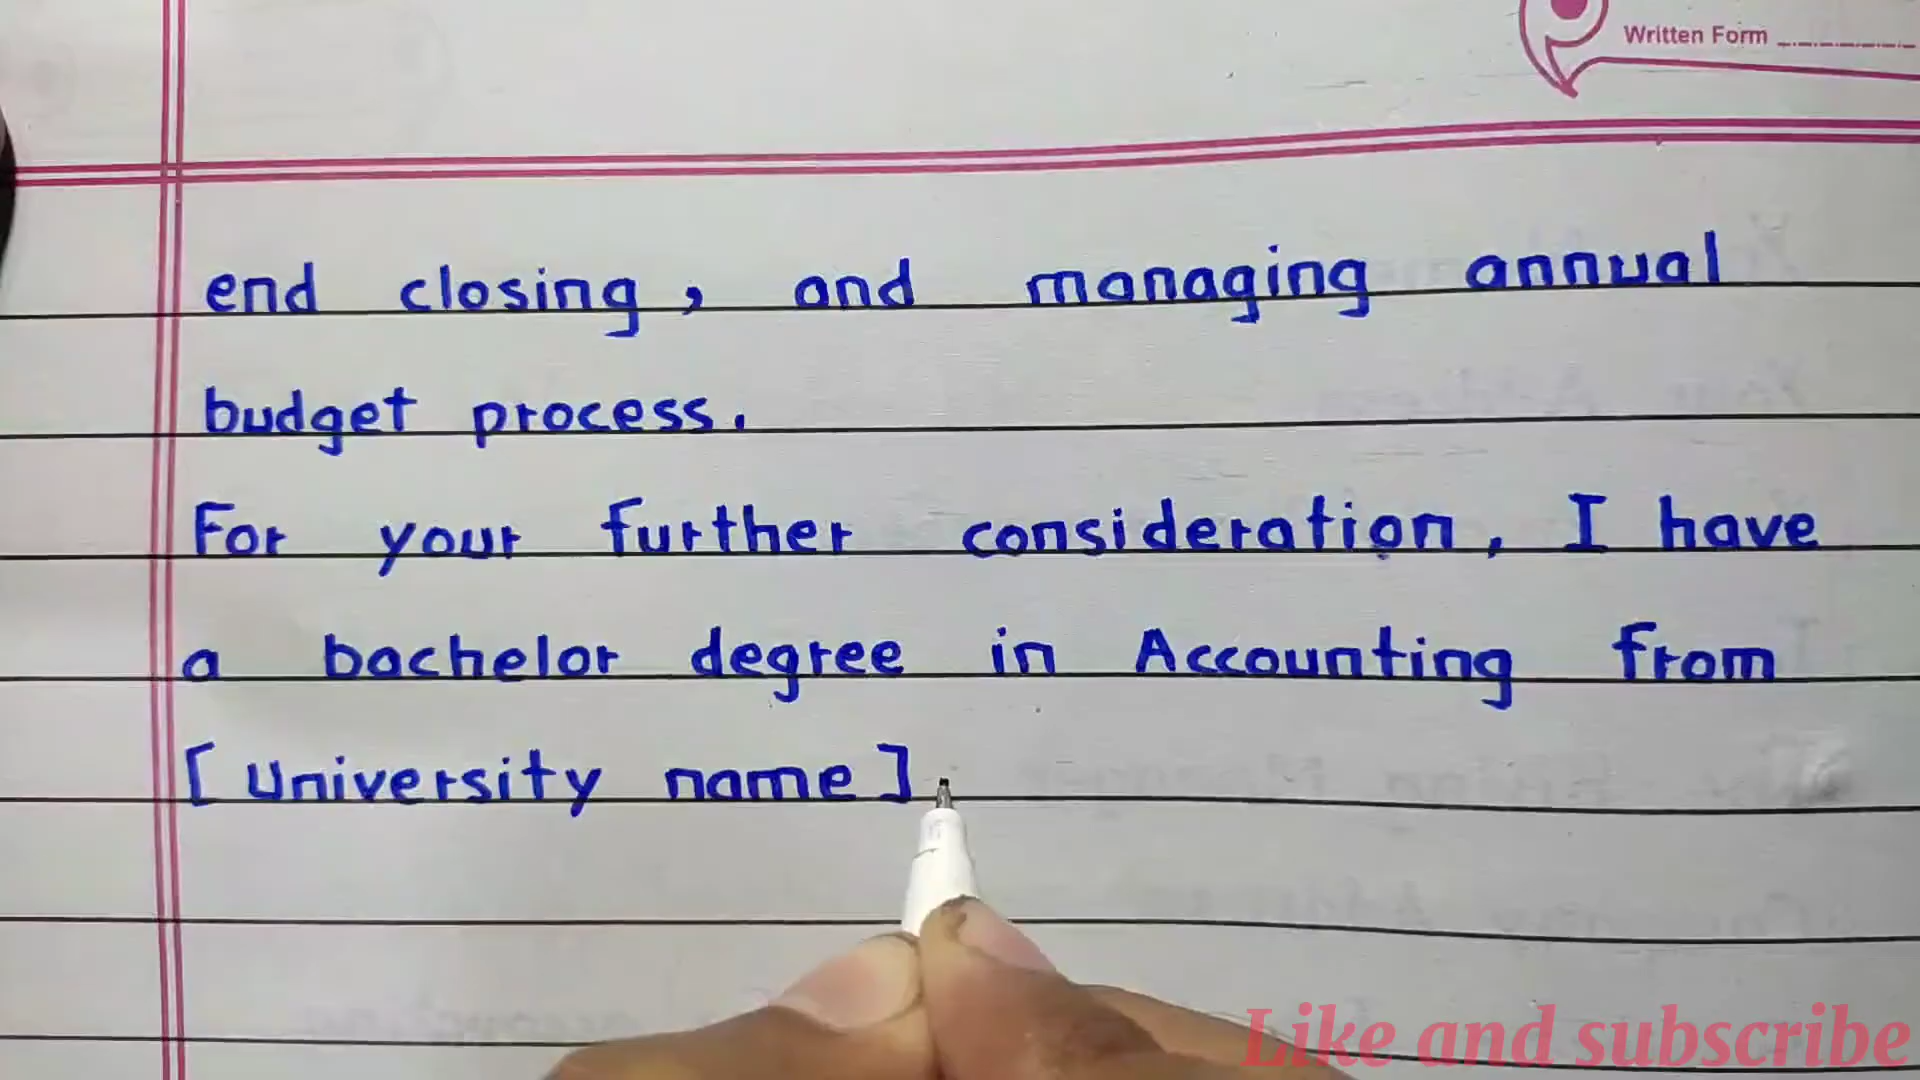 Written Form
end closing, and managing annual
budget process.
For your further consideration, I have
a bachelor degree in Accounting from
[University name]
Like and subscribe